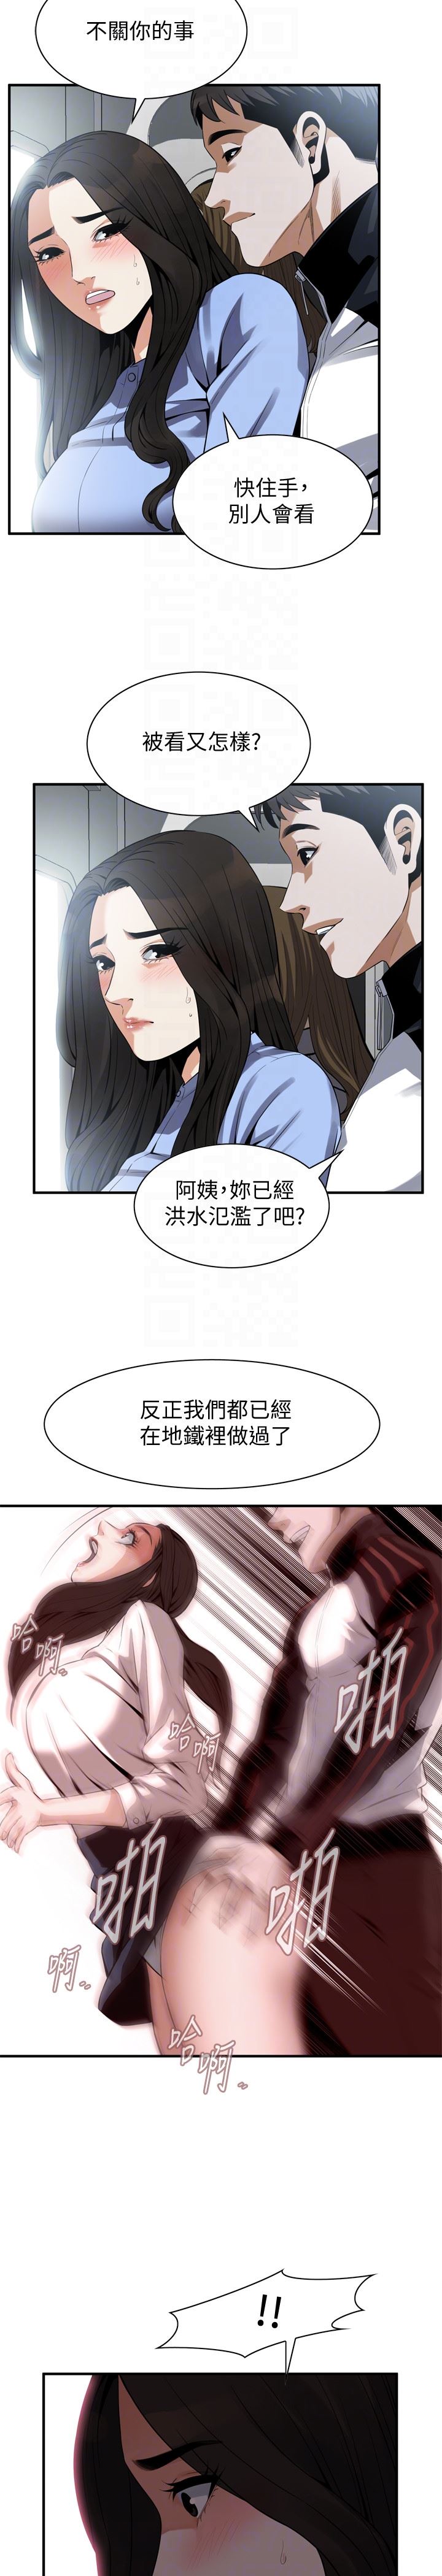 不關你的事
快住手，
別人會看
被看又怎樣?
阿姨，妳已經
洪水氾濫了吧?
反正我們都已經
在地鐵裡做過了
哈
啊..
啪
哈
啊
啪
啪
啊..
哈
啊..
!!